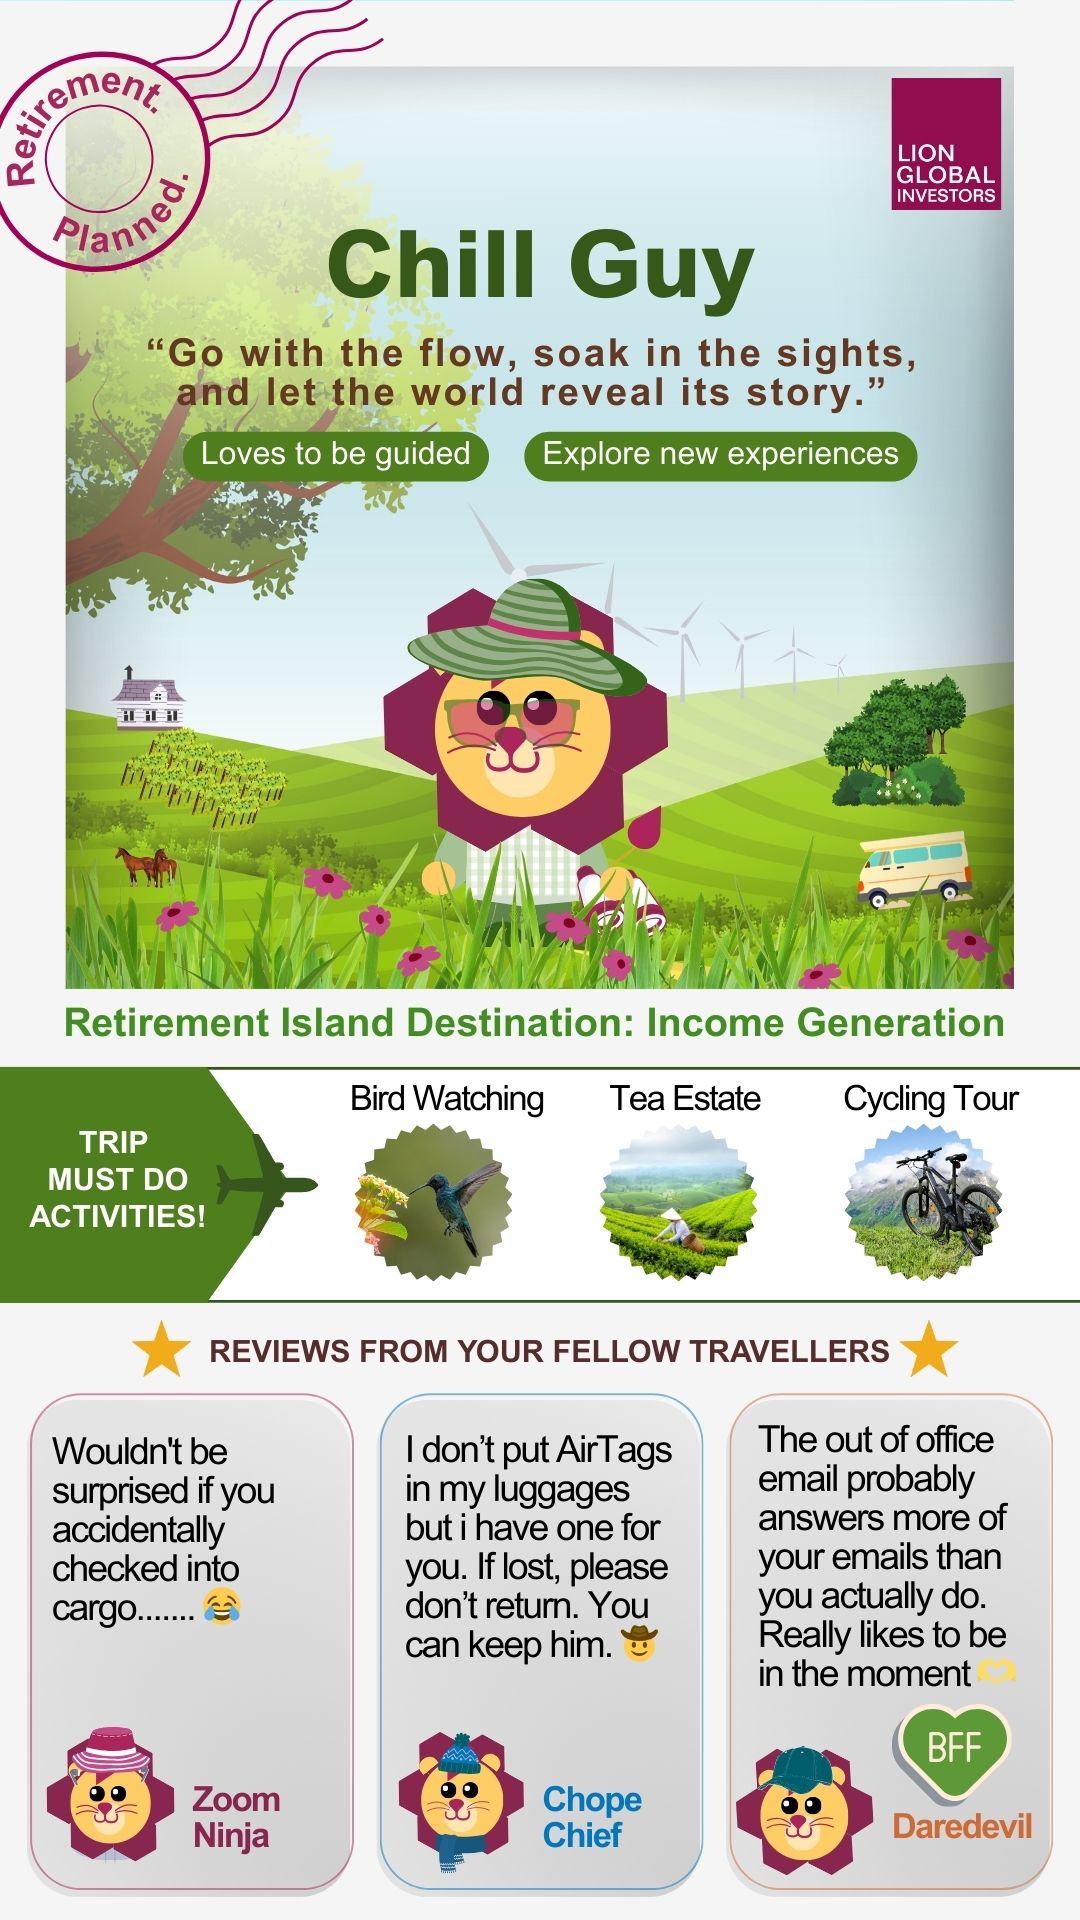 Retirement.
Planned.
LION
GLOBAL
INVESTORS
Chill Guy
“Go with the flow, soak in the sights,
and let the world reveal its story.”
Loves to be guided
Explore new experiences
Retirement Island Destination: Income Generation
TRIP
MUST DO
ACTIVITIES!
Bird Watching
Tea Estate
Cycling Tour
REVIEWS FROM YOUR FELLOW TRAVELLERS
Wouldn't be
surprised if you
accidentally
checked into
cargo....... 😂
Zoom
Ninja
I don’t put AirTags
in my luggages
but i have one for
you. If lost, please
don’t return. You
can keep him. 🤠
Chope
Chief
The out of office
email probably
answers more of
your emails than
you actually do.
Really likes to be
in the moment 🫶
BFF
Daredevil